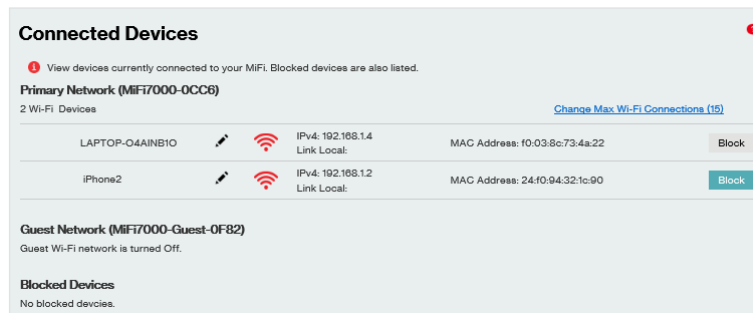 Connected Devices
View devices currently connected to your MiFi. Blocked devices are also listed.
Primary Network (MiFi7000-0CC6)
2 Wi-Fi Devices
Change Max Wi-Fi Connections (15)
LAPTOP-O4AINB1O
IPv4: 192.168.1.4
Link Local:
MAC Address: f0:03:8c:73:4a:22
Block
iPhone2
IPv4: 192.168.1.2
Link Local:
MAC Address: 24:f0:94:32:1c:90
Block
Guest Network (MiFi7000-Guest-0F82)
Guest Wi-Fi network is turned Off.
Blocked Devices
No blocked devcies.